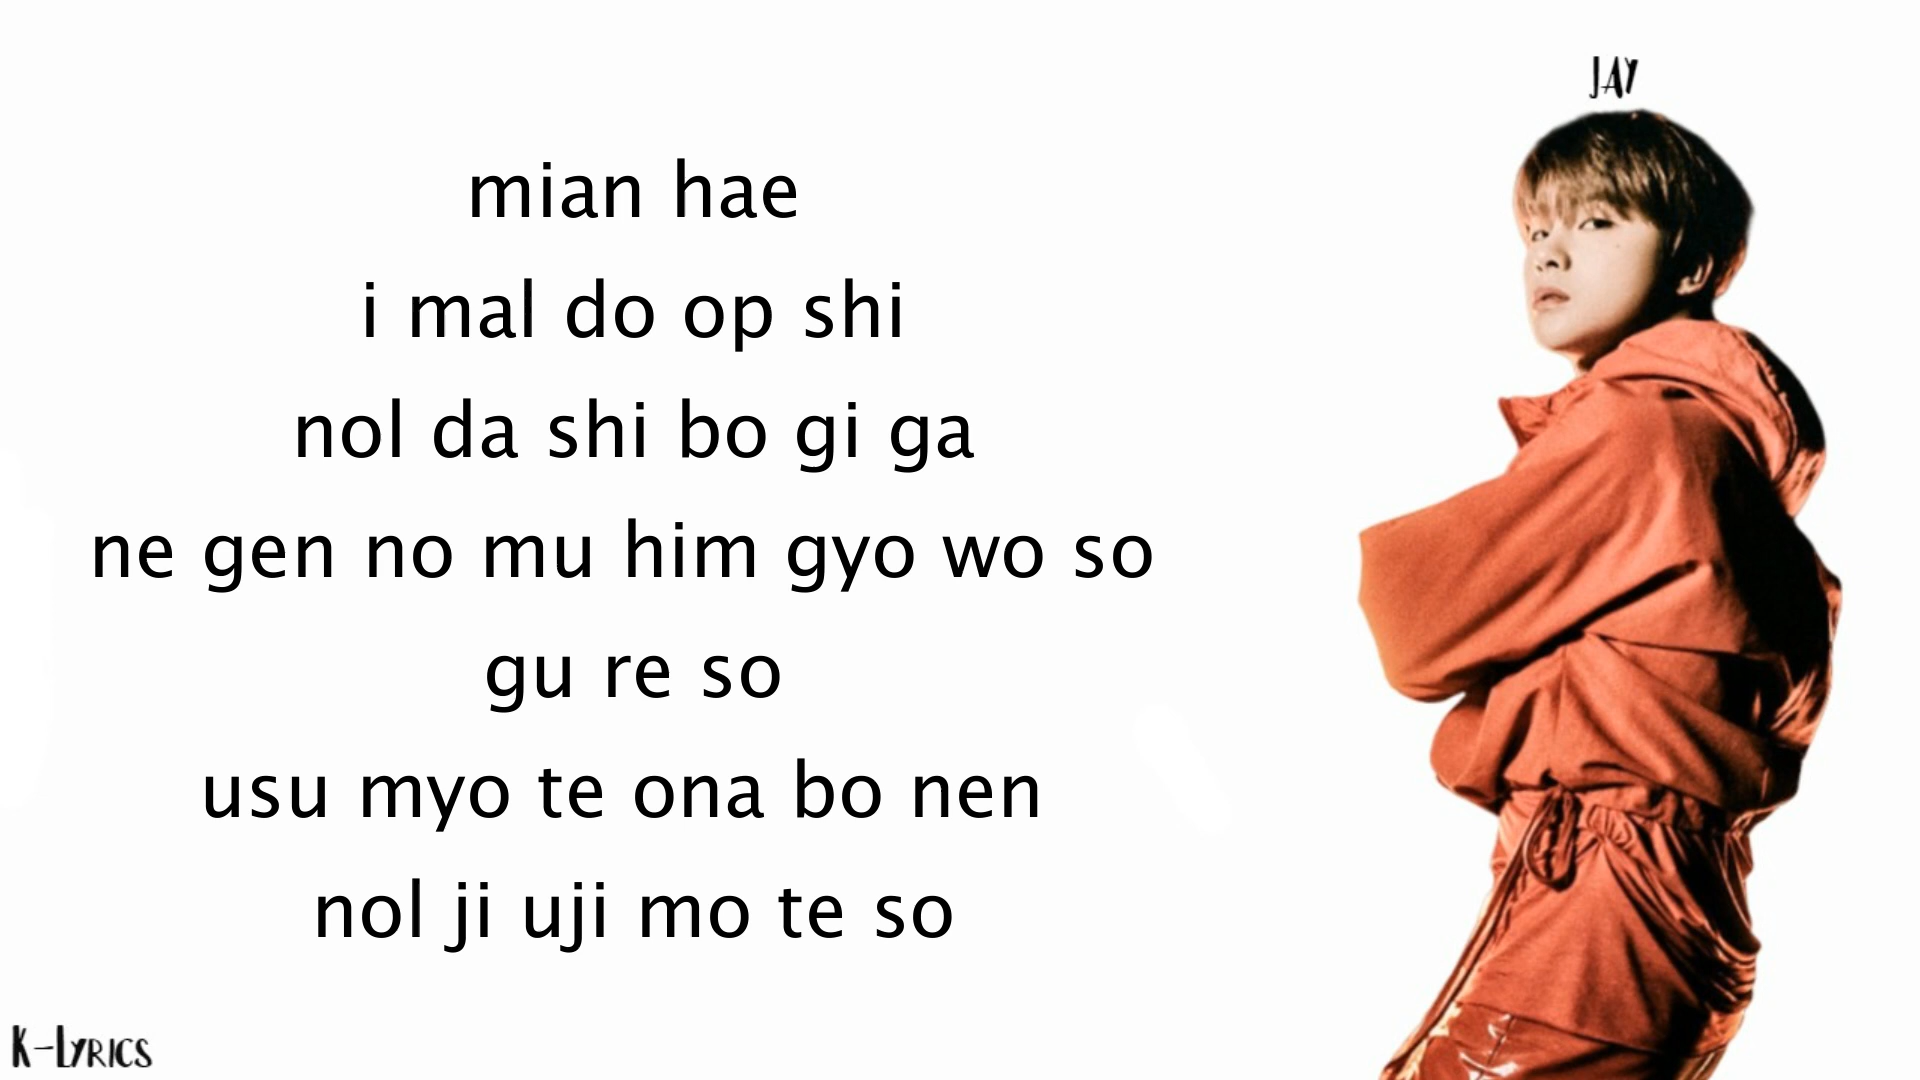 JAY
mian hae
i mal do op shi
nol da shi bo gi ga
ne gen no mu him gyo wo so
gu re so
usu myo te ona bo nen
nol ji uji mo te so
K-LYRICS